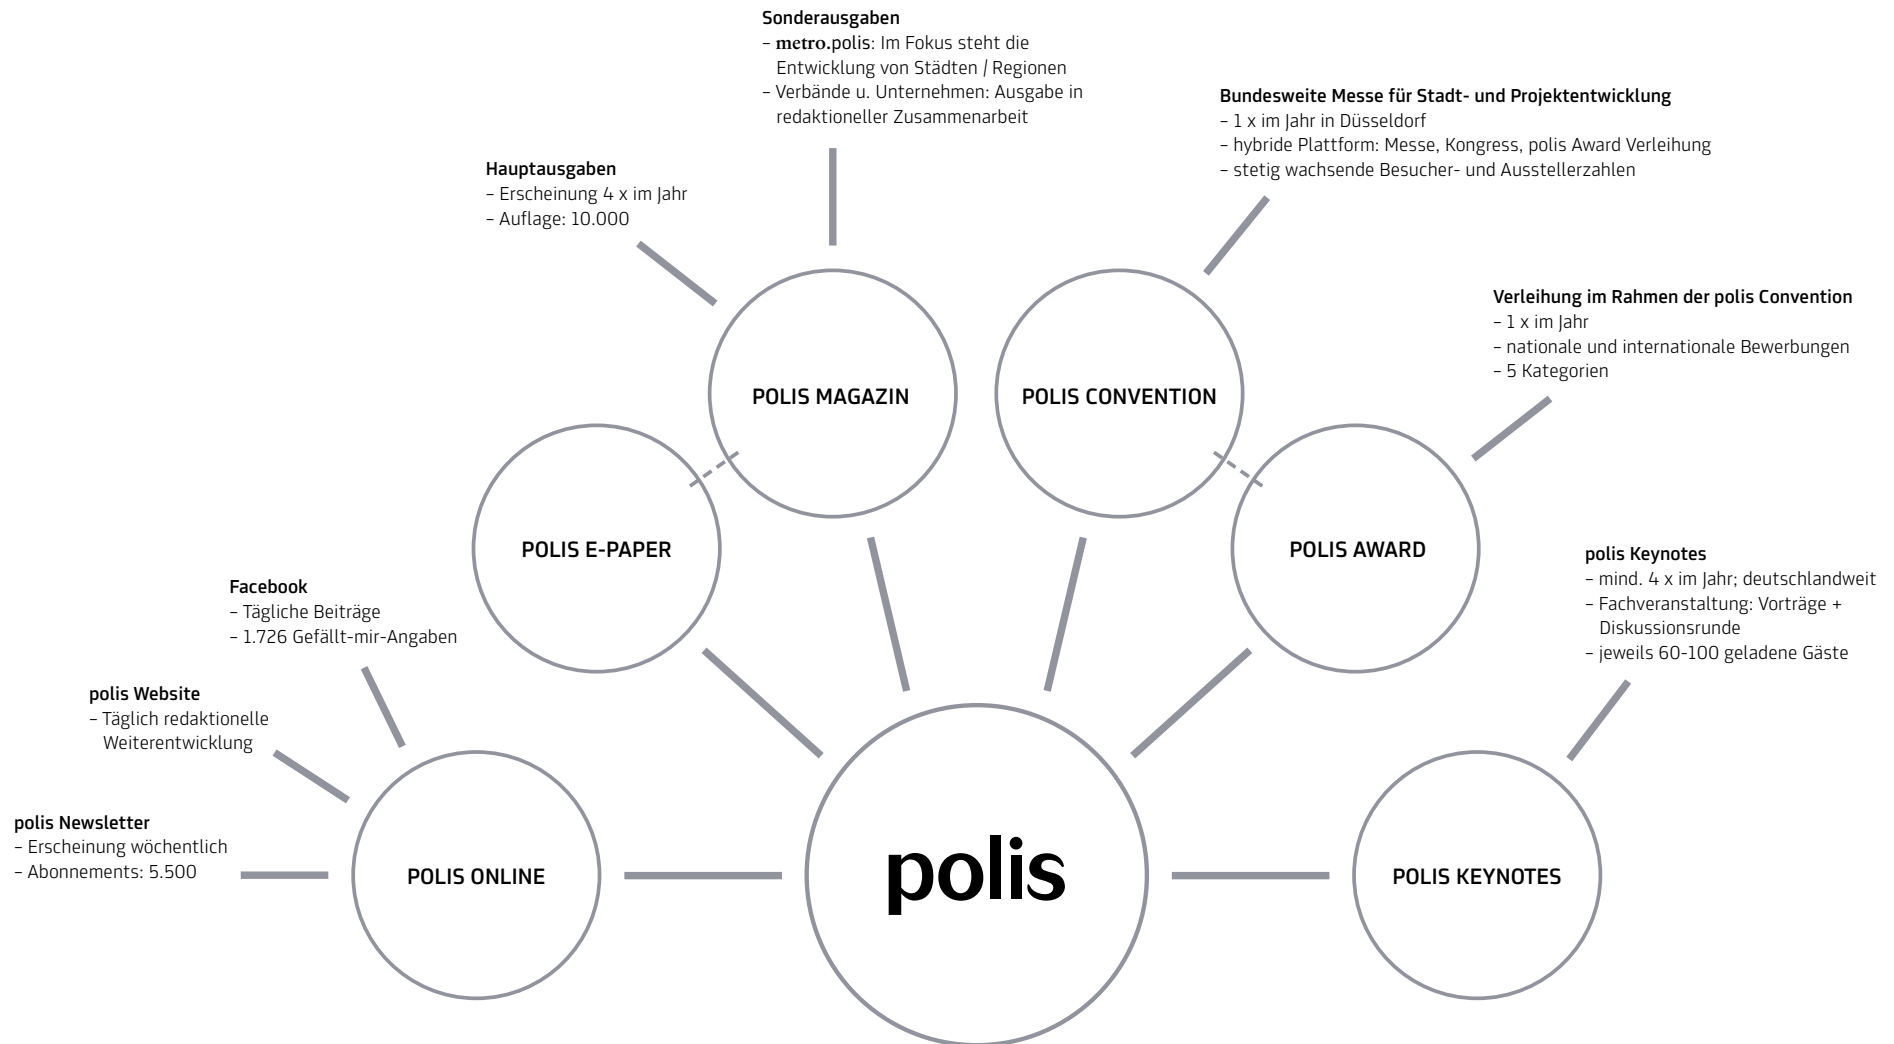 Sonderausgaben
– metro.polis: Im Fokus steht die
Entwicklung von Städten / Regionen
– Verbände u. Unternehmen: Ausgabe in
redaktioneller Zusammenarbeit
Bundesweite Messe für Stadt- und Projektentwicklung
– 1 x im Jahr in Düsseldorf
– hybride Plattform: Messe, Kongress, polis Award Verleihung
– stetig wachsende Besucher- und Ausstellerzahlen
Hauptausgaben
– Erscheinung 4 x im Jahr
– Auflage: 10.000
Verleihung im Rahmen der polis Convention
– 1 x im Jahr
– nationale und internationale Bewerbungen
– 5 Kategorien
POLIS MAGAZIN
POLIS CONVENTION
POLIS E-PAPER
POLIS AWARD
polis Keynotes
– mind. 4 x im Jahr; deutschlandweit
– Fachveranstaltung: Vorträge +
Diskussionsrunde
– jeweils 60-100 geladene Gäste
Facebook
– Tägliche Beiträge
– 1.726 Gefällt-mir-Angaben
polis Website
– Täglich redaktionelle
Weiterentwicklung
polis Newsletter
– Erscheinung wöchentlich
– Abonnements: 5.500
POLIS ONLINE
polis
POLIS KEYNOTES